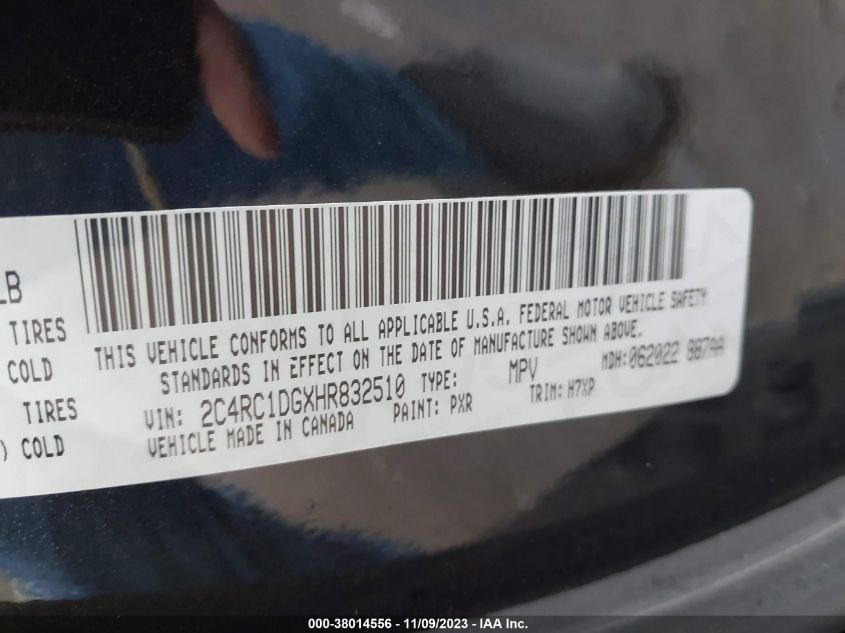 LB
TIRES
COLD
TIRES
) COLD
THIS VEHICLE CONFORMS TO ALL APPLICABLE U.S.A. FEDERAL MOTOR VEHICLE SAFETY
STANDARDS IN EFFECT ON THE DATE OF MANUFACTURE SHOWN ABOVE.
VIN: 2C4RC1DGXHR832510 TYPE: MPV MDH:062022 987AA
VEHICLE MADE IN CANADA PAINT: PXR TRIM: H7XP
000-38014556 - 11/09/2023 - IAA Inc.